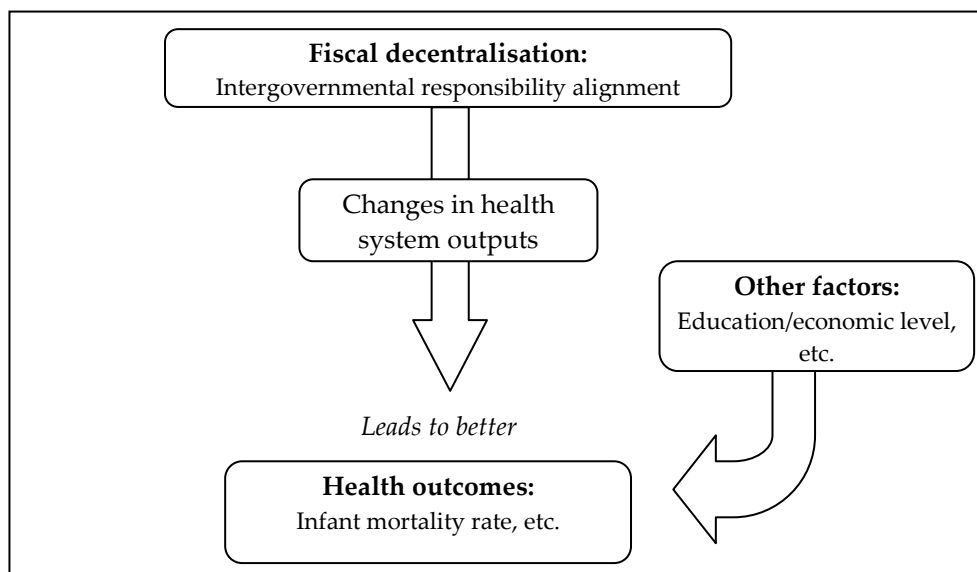 Fiscal decentralisation:
Intergovernmental responsibility alignment
Changes in health
system outputs
Other factors:
Education/economic level,
etc.
Leads to better
Health outcomes:
Infant mortality rate, etc.